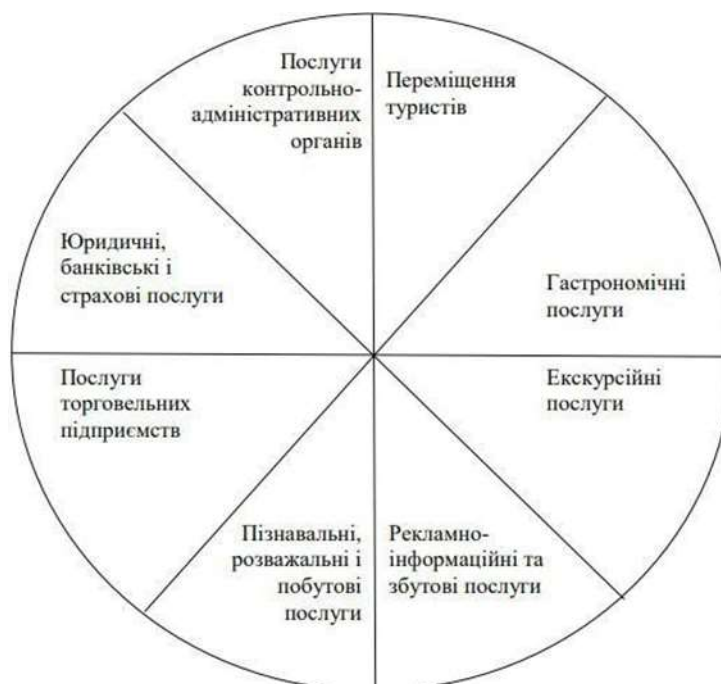 Послуги
контрольно-
адміністративних
органів
Переміщення
туристів
Гастрономічні
послуги
Екскурсійні
послуги
Рекламно-
інформаційні та
збутові послуги
Пізнавальні,
розважальні і
побутові
послуги
Послуги
торговельних
підприємств
Юридичні,
банківські і
страхові послуги